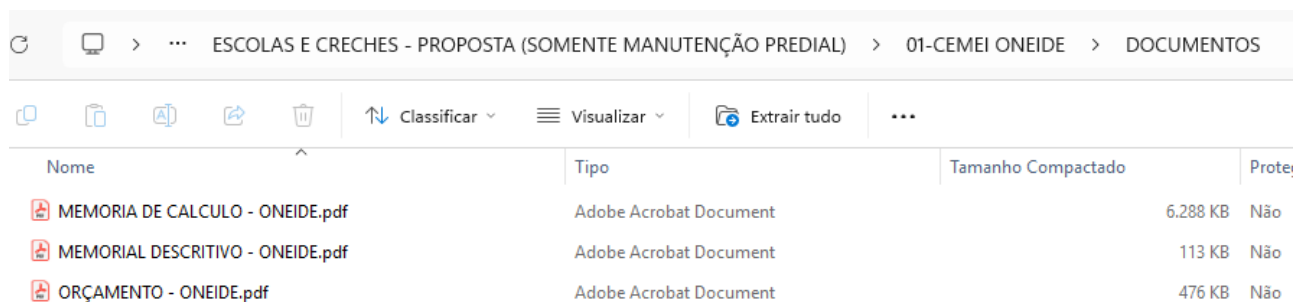 ESCOLAS E CRECHES - PROPOSTA (SOMENTE MANUTENÇÃO PREDIAL) > 01-CEMEI ONEIDE > DOCUMENTOS
Classificar Visualizar Extrair tudo
Nome Tipo Tamanho Compactado
MEMORIA DE CALCULO - ONEIDE.pdf Adobe Acrobat Document 6.288 KB Não
MEMORIAL DESCRITIVO - ONEIDE.pdf Adobe Acrobat Document 113 KB Não
ORÇAMENTO - ONEIDE.pdf Adobe Acrobat Document 476 KB Não